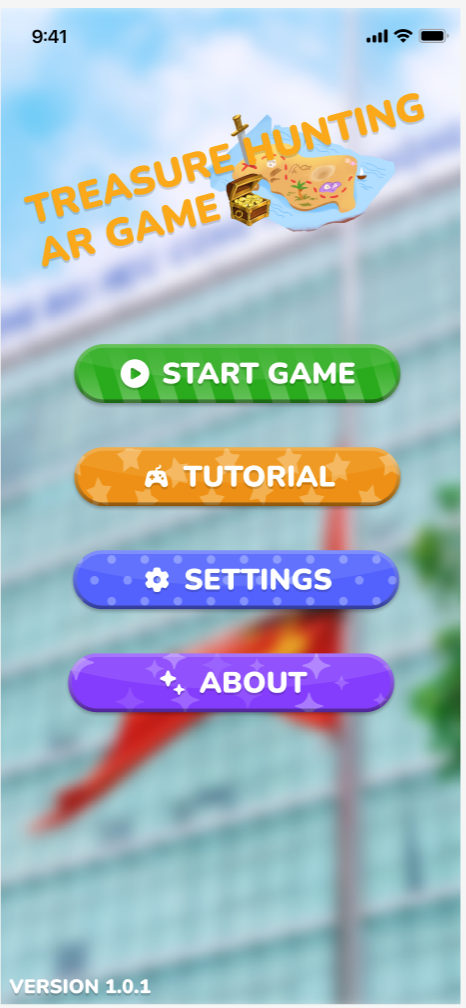 9:41
TREASURE HUNTING
AR GAME
START GAME
TUTORIAL
SETTINGS
ABOUT
VERSION 1.0.1